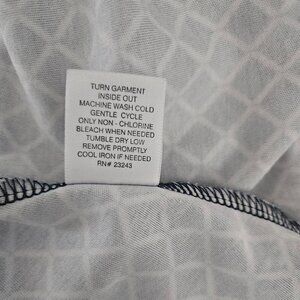 TURN GARMENT
INSIDE OUT
MACHINE WASH COLD
GENTLE CYCLE
ONLY NON - CHLORINE
BLEACH WHEN NEEDED
TUMBLE DRY LOW
REMOVE PROMPTLY
COOL IRON IF NEEDED
RN# 23243